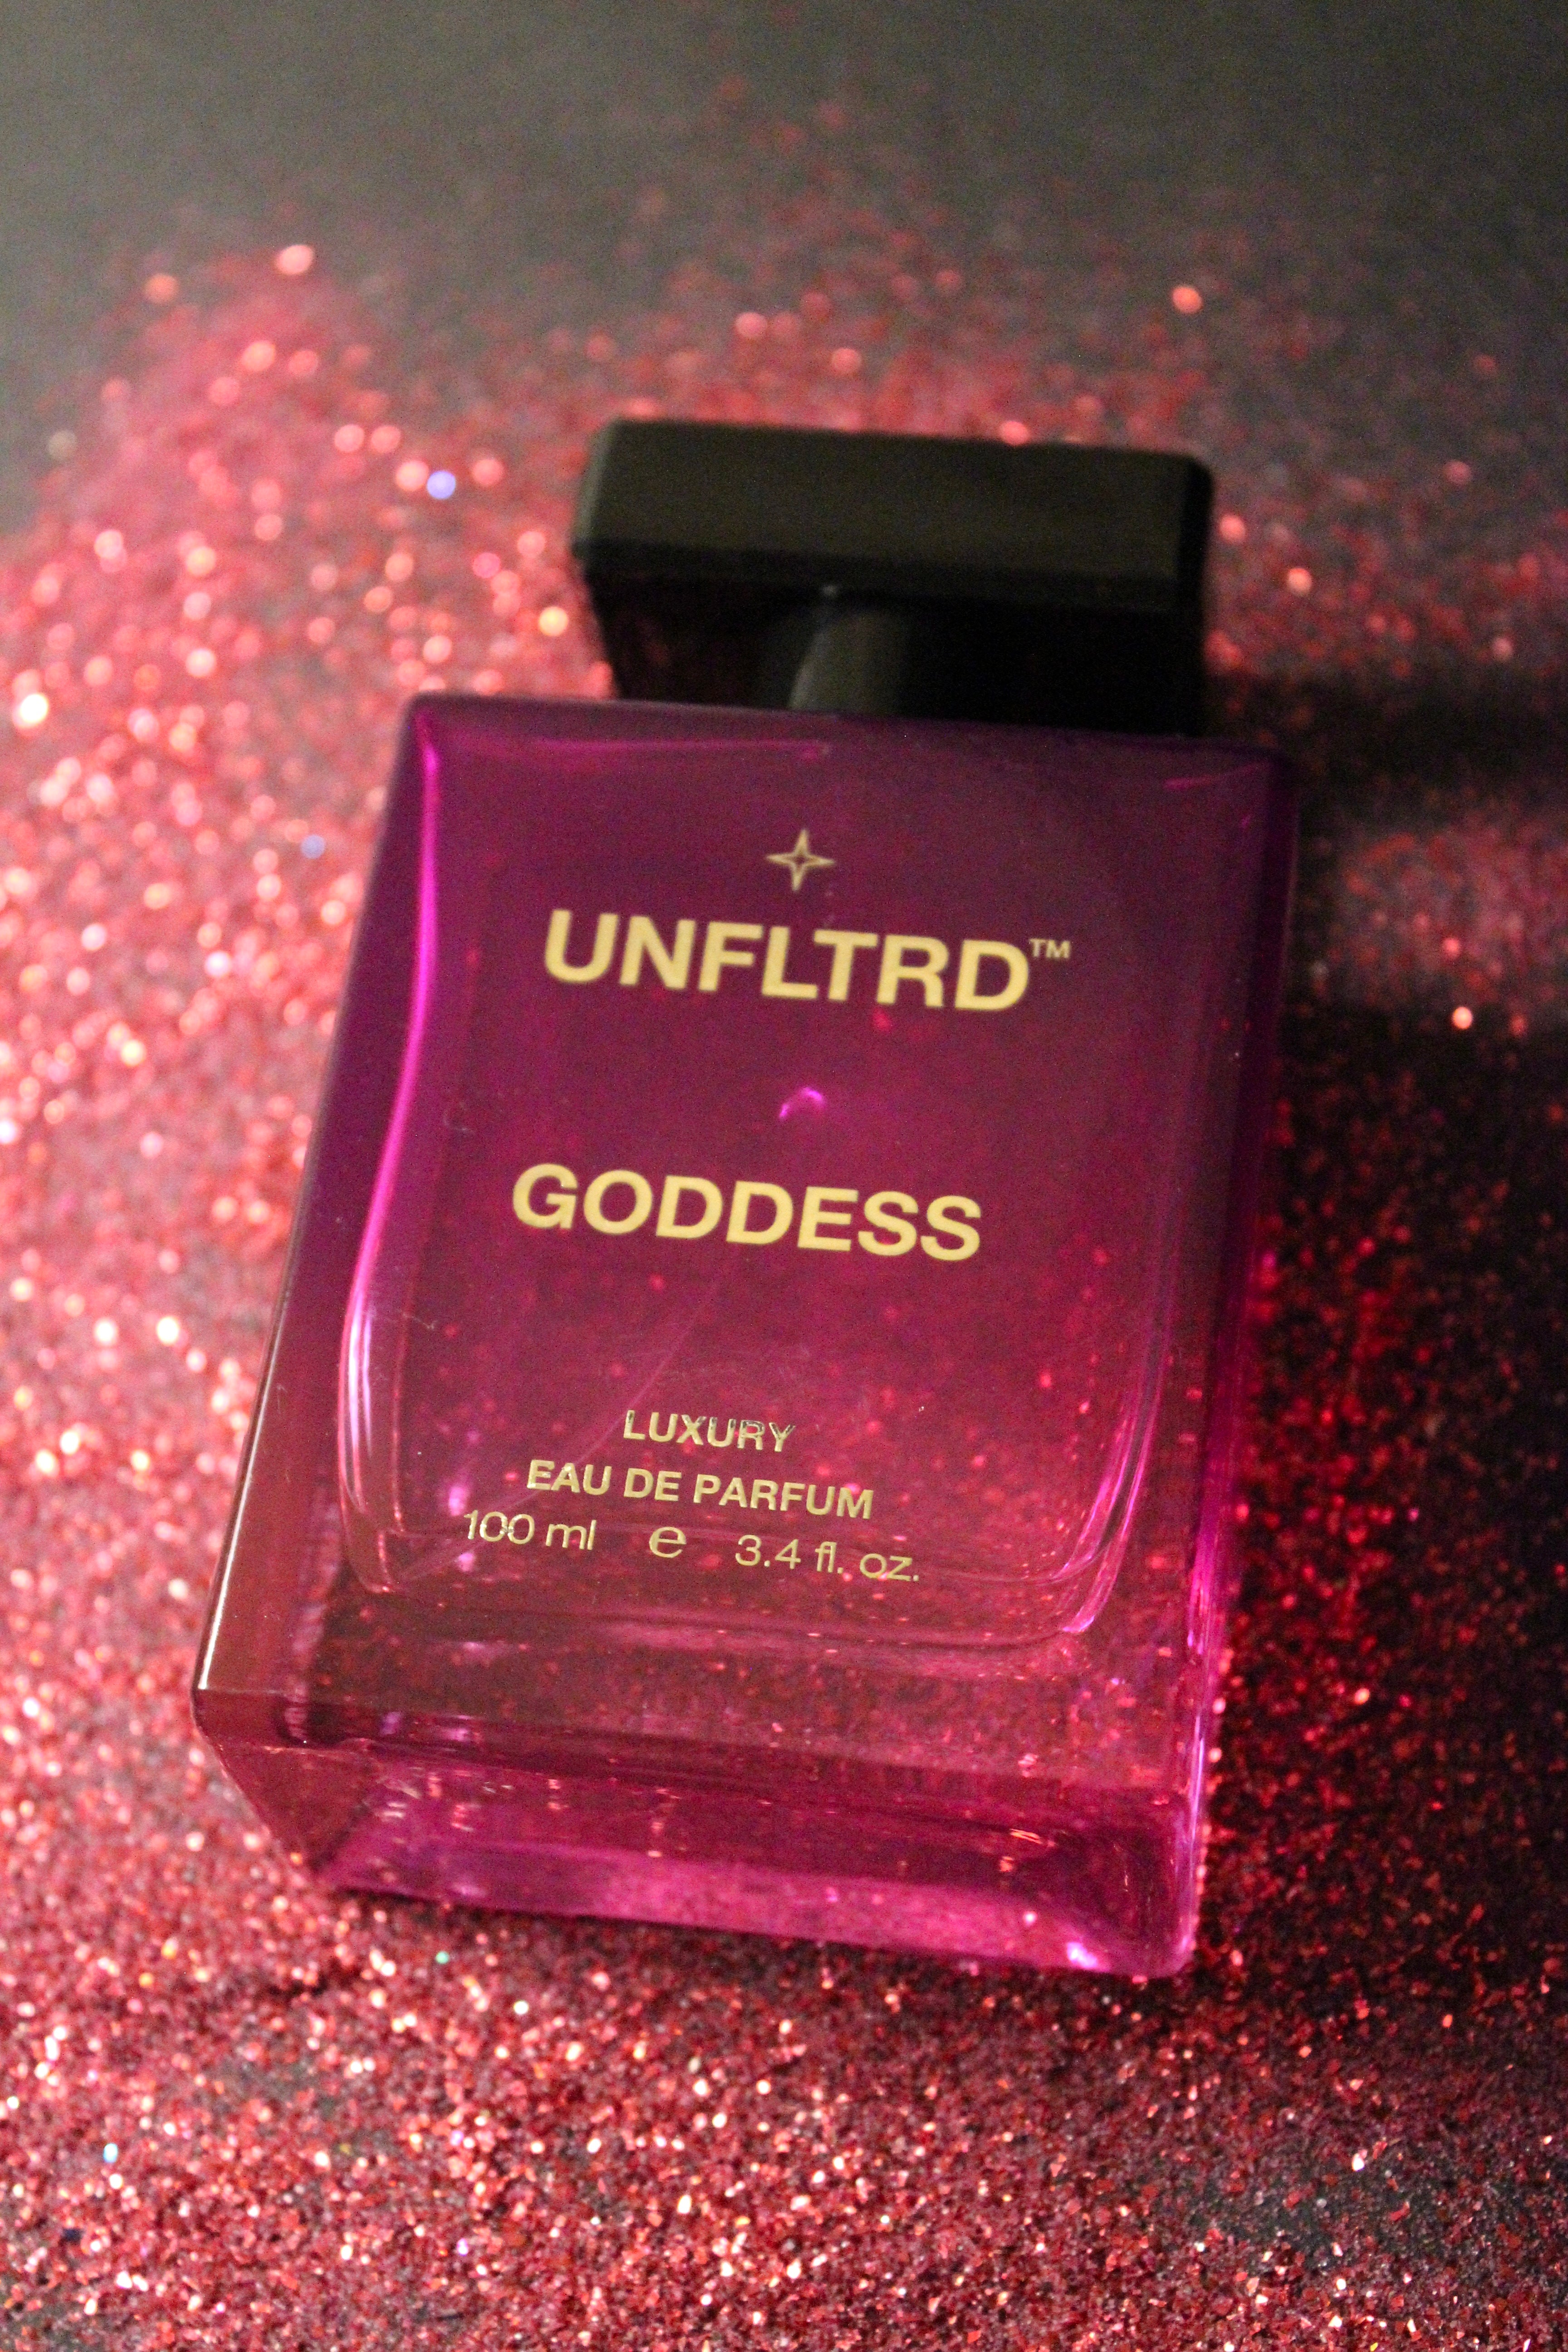 UNFLTRD™
GODDESS
LUXURY
EAU DE PARFUM
100 ml ℮ 3.4 fl. oz.